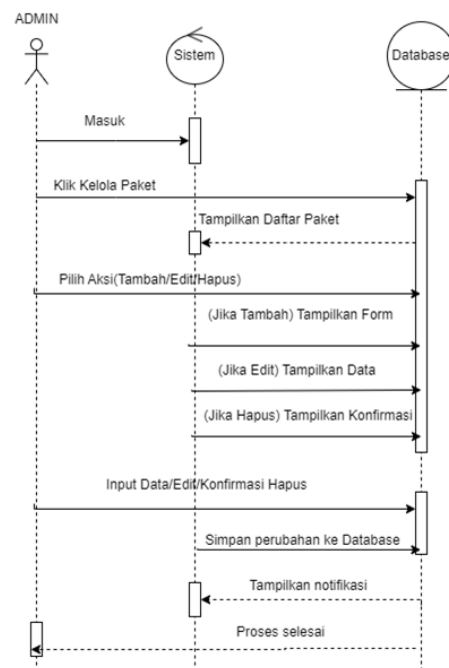 ADMIN
Sistem
Database
Masuk
Klik Kelola Paket
Tampilkan Daftar Paket
Pilih Aksi(Tambah/Edit/Hapus)
(Jika Tambah) Tampilkan Form
(Jika Edit) Tampilkan Data
(Jika Hapus) Tampilkan Konfirmasi
Input Data/Edit/Konfirmasi Hapus
Simpan perubahan ke Database
Tampilkan notifikasi
Proses selesai